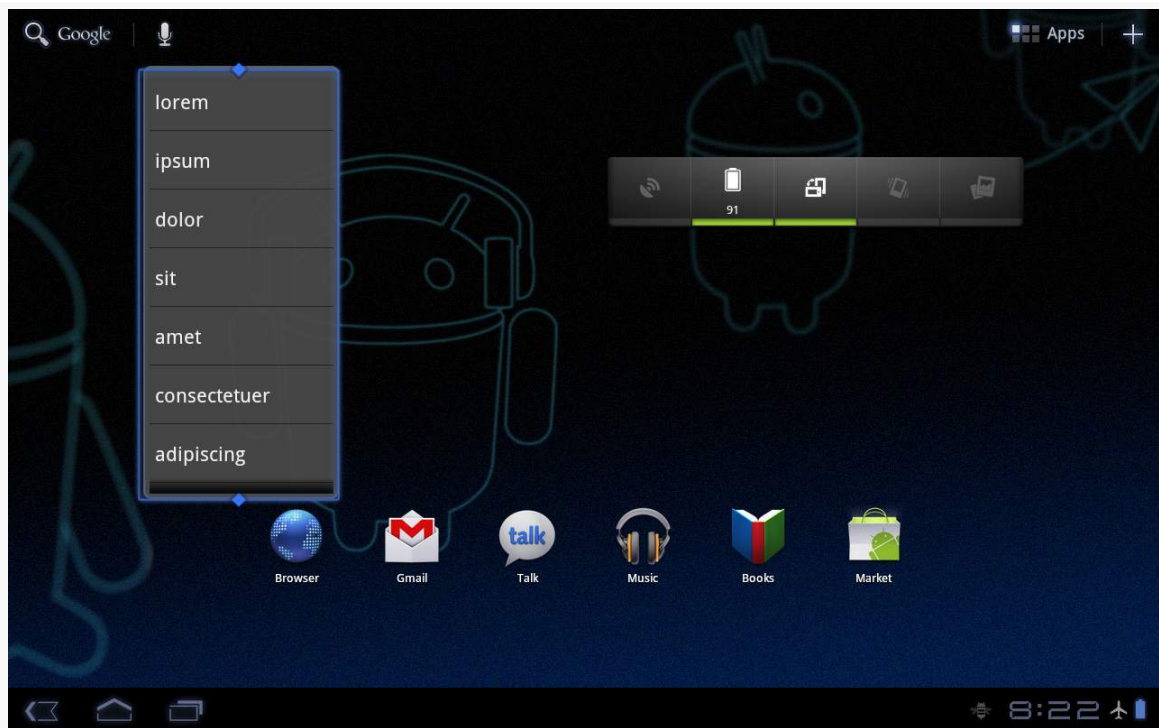 Google
Apps
lorem
ipsum
dolor
sit
amet
consectetuer
adipiscing
91
talk
Browser
Gmail
Talk
Music
Books
Market
8:22